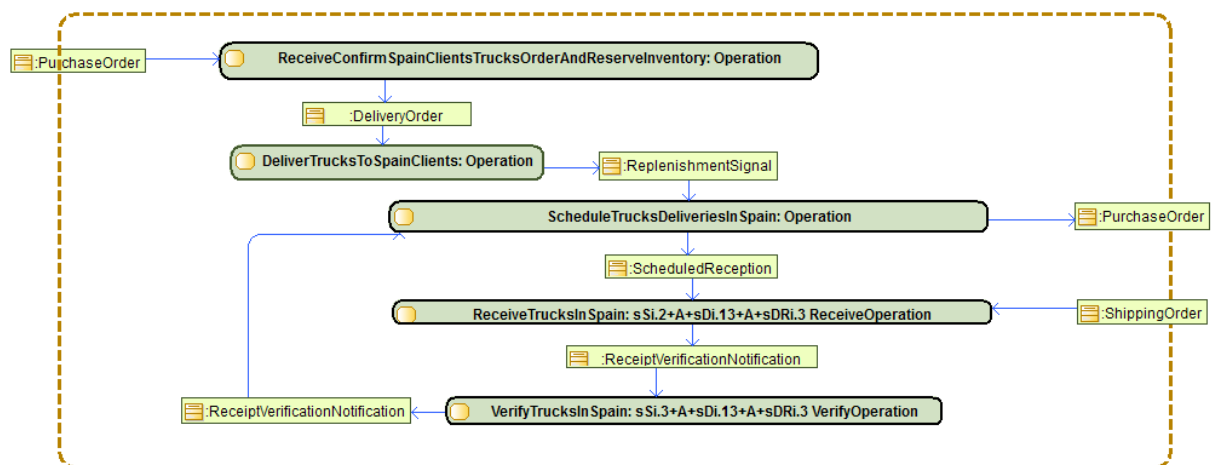 ReceiveConfirmSpainClientsTrucksOrderAndReserveInventory: Operation
:PurchaseOrder
:DeliveryOrder
DeliverTrucksToSpainClients: Operation
:ReplenishmentSignal
ScheduleTrucksDeliveriesInSpain: Operation
:PurchaseOrder
:ScheduledReception
ReceiveTrucksInSpain: sSi.2+A+sDi.13+A+sDRi.3 ReceiveOperation
:ShippingOrder
:ReceiptVerificationNotification
:ReceiptVerificationNotification
VerifyTrucksInSpain: sSi.3+A+sDi.13+A+sDRi.3 VerifyOperation